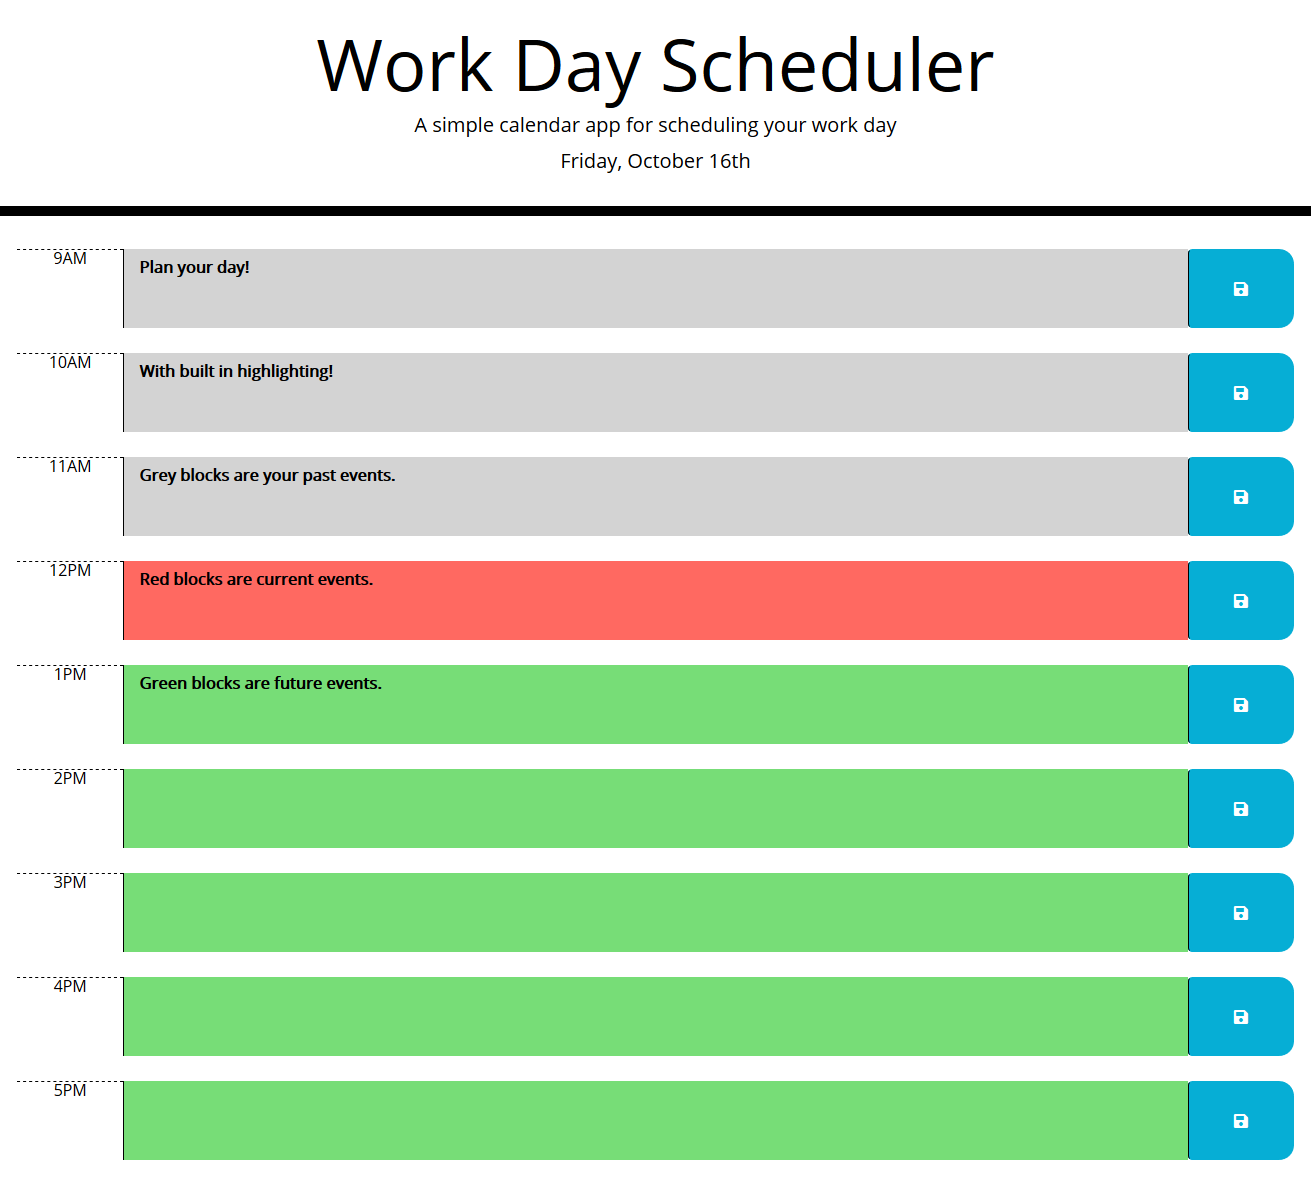 Work Day Scheduler
A simple calendar app for scheduling your work day
Friday, October 16th
9AM
Plan your day!
10AM
With built in highlighting!
11AM
Grey blocks are your past events.
12PM
Red blocks are current events.
1PM
Green blocks are future events.
2PM
3PM
4PM
5PM